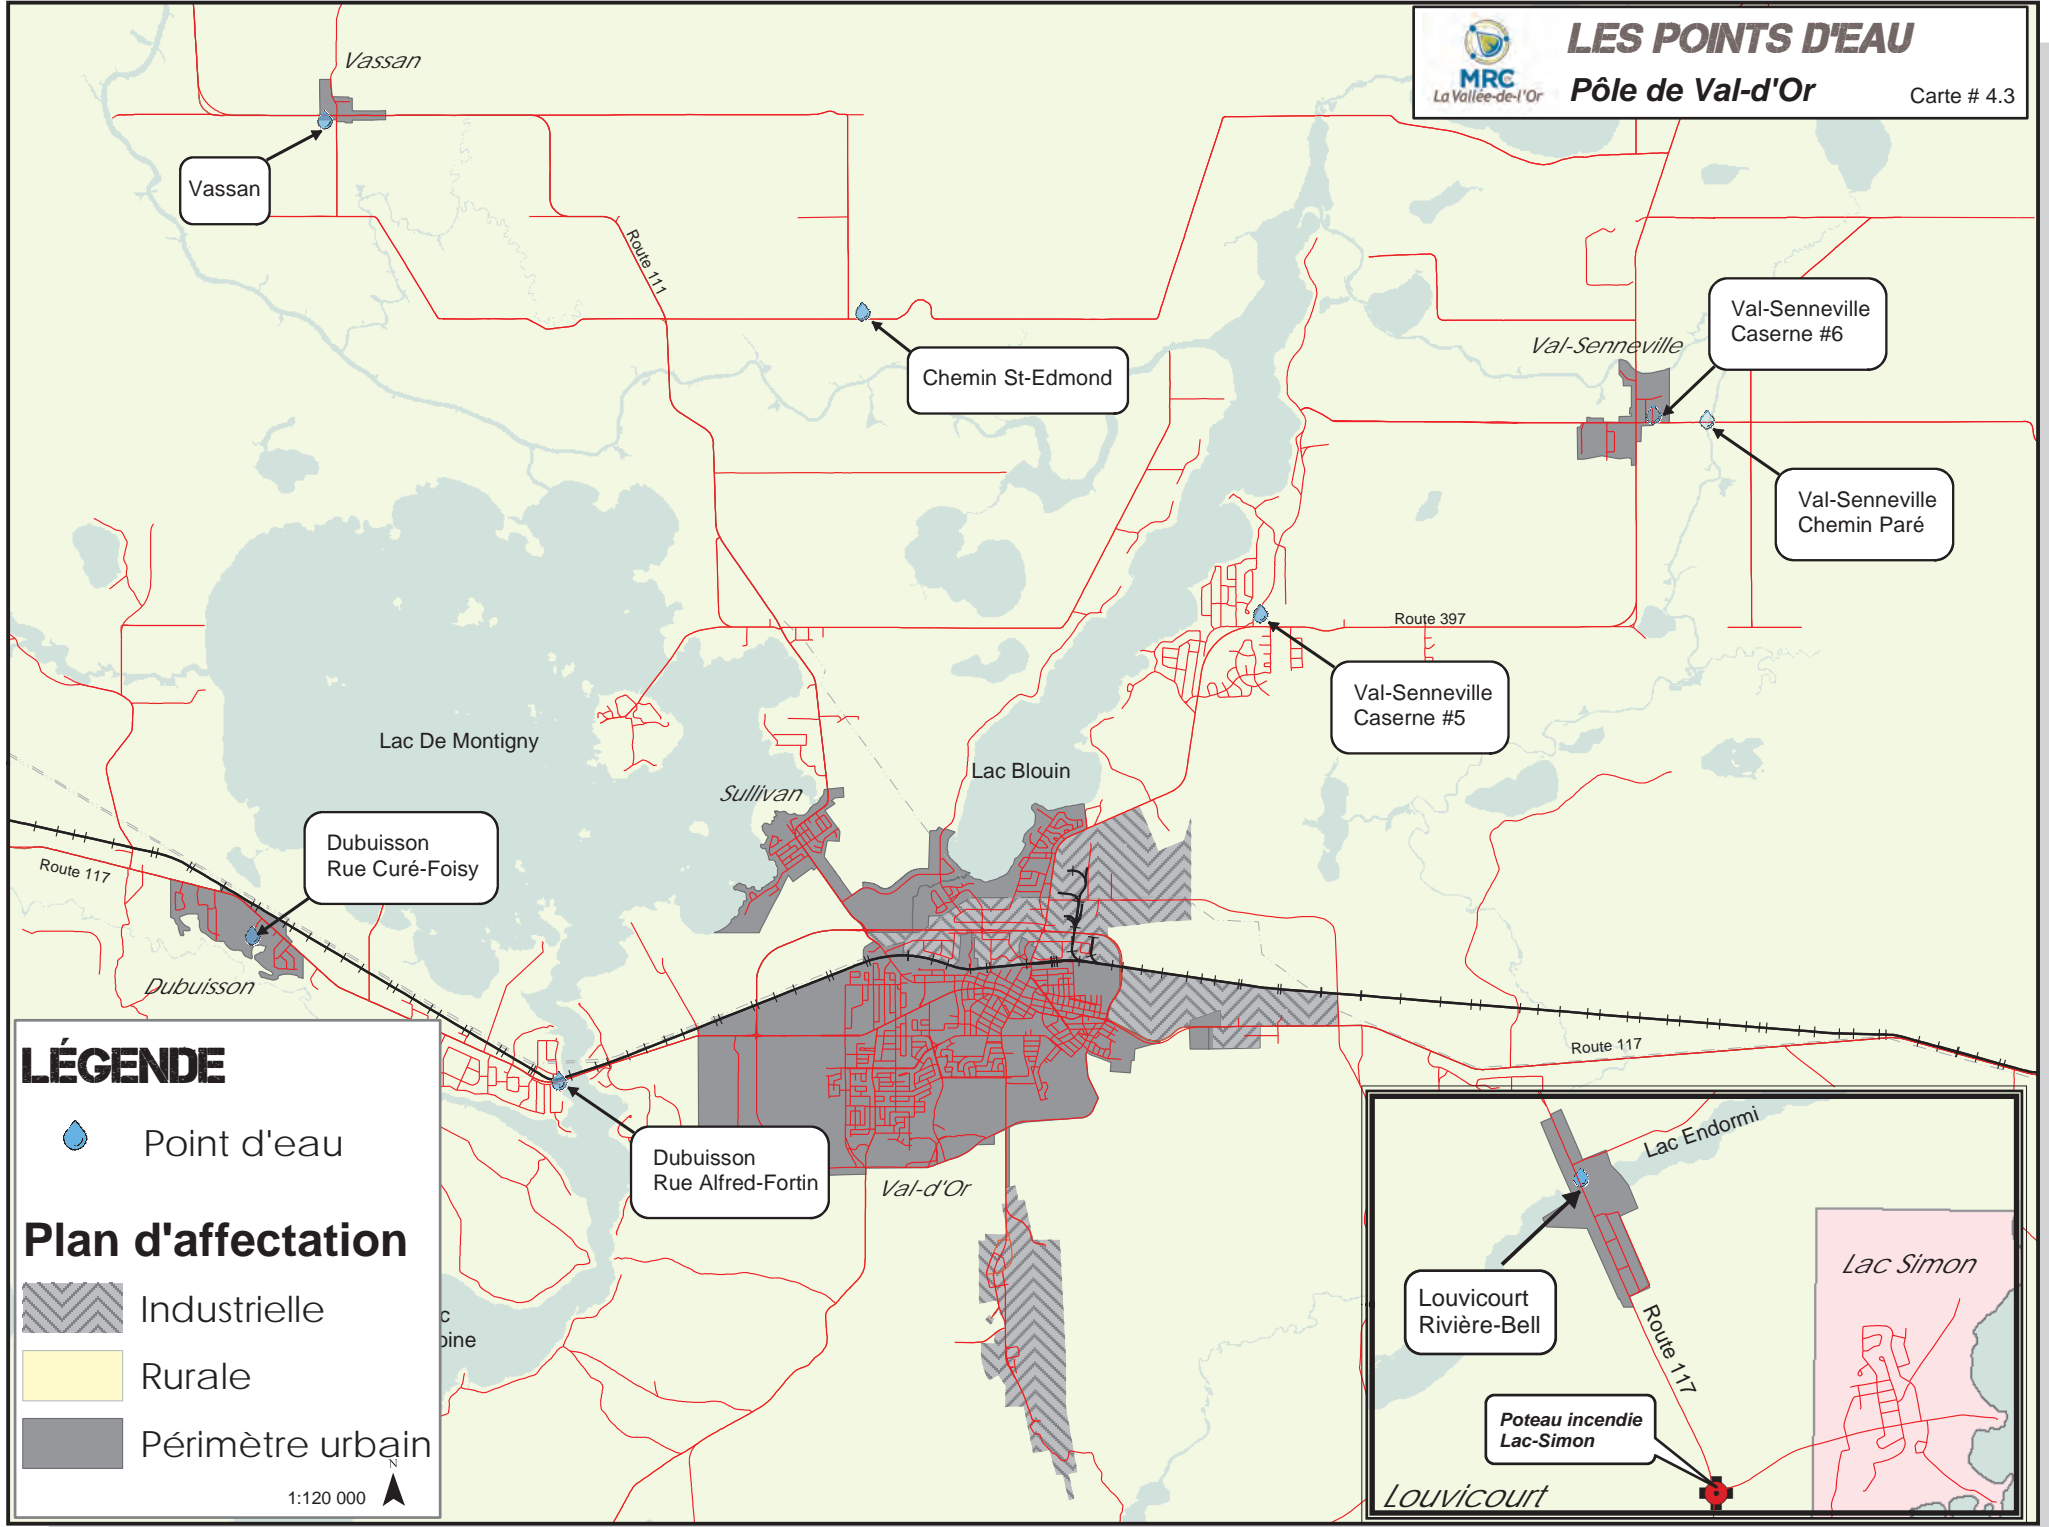 LES POINTS D'EAU
MRC
La Vallée-de-l'Or
Pôle de Val-d'Or
Carte # 4.3
Vassan
Vassan
Route 111
Chemin St-Edmond
Val-Senneville
Caserne #6
Val-Senneville
Val-Senneville
Chemin Paré
Route 397
Val-Senneville
Caserne #5
Lac De Montigny
Lac Blouin
Sullivan
Dubuisson
Rue Curé-Foisy
Route 117
Dubuisson
Route 117
Dubuisson
Rue Alfred-Fortin
Val-d'Or
LÉGENDE
Point d'eau
Plan d'affectation
Industrielle
Rurale
Périmètre urbain
N
1:120 000
c
oine
Lac Endormi
Lac Simon
Louvicourt
Rivière-Bell
Route 117
Poteau incendie
Lac-Simon
Louvicourt